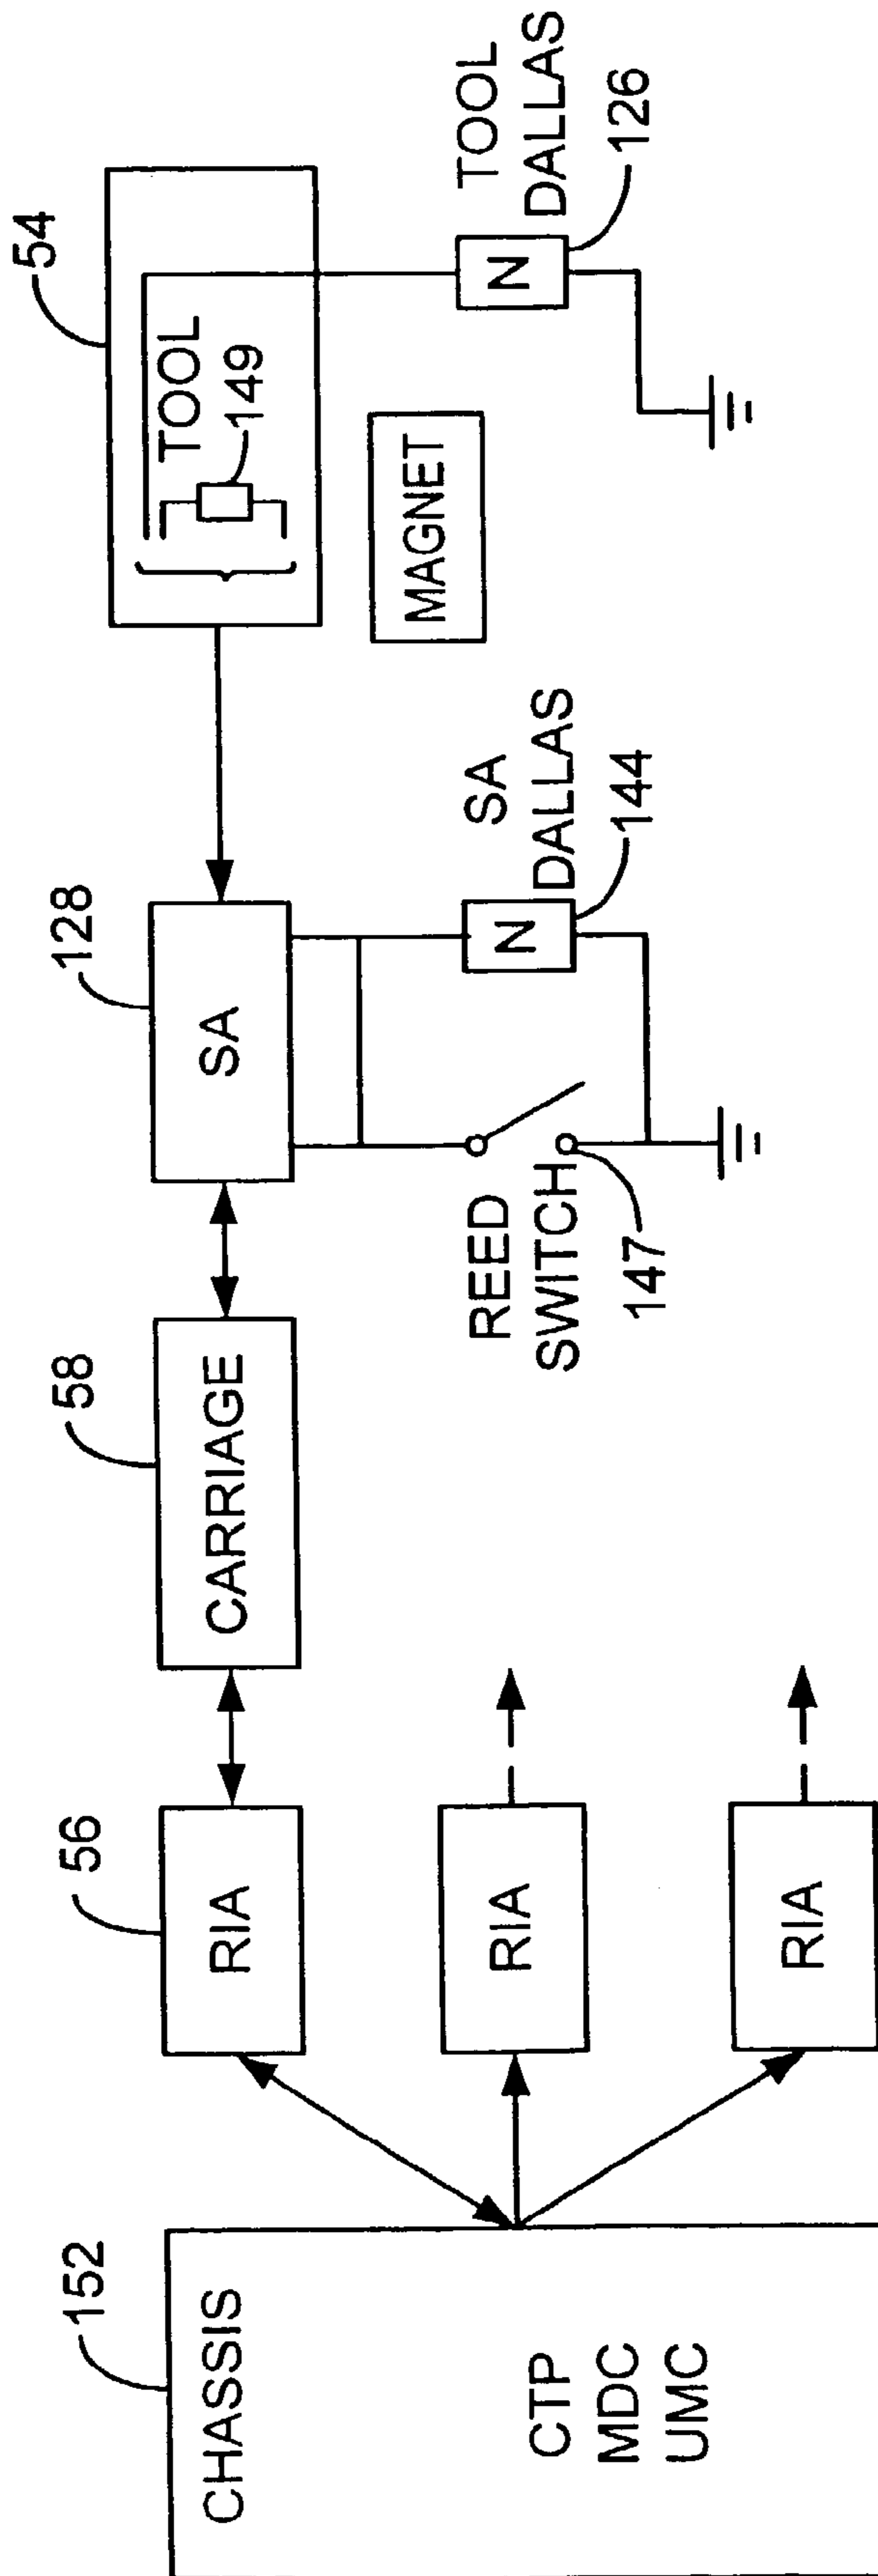 152
CHASSIS
CTP
MDC
UMC
56
RIA
RIA
RIA
58
CARRIAGE
128
SA
REED
SWITCH
147
N
SA
DALLAS
144
54
TOOL
149
MAGNET
N
TOOL
DALLAS
126